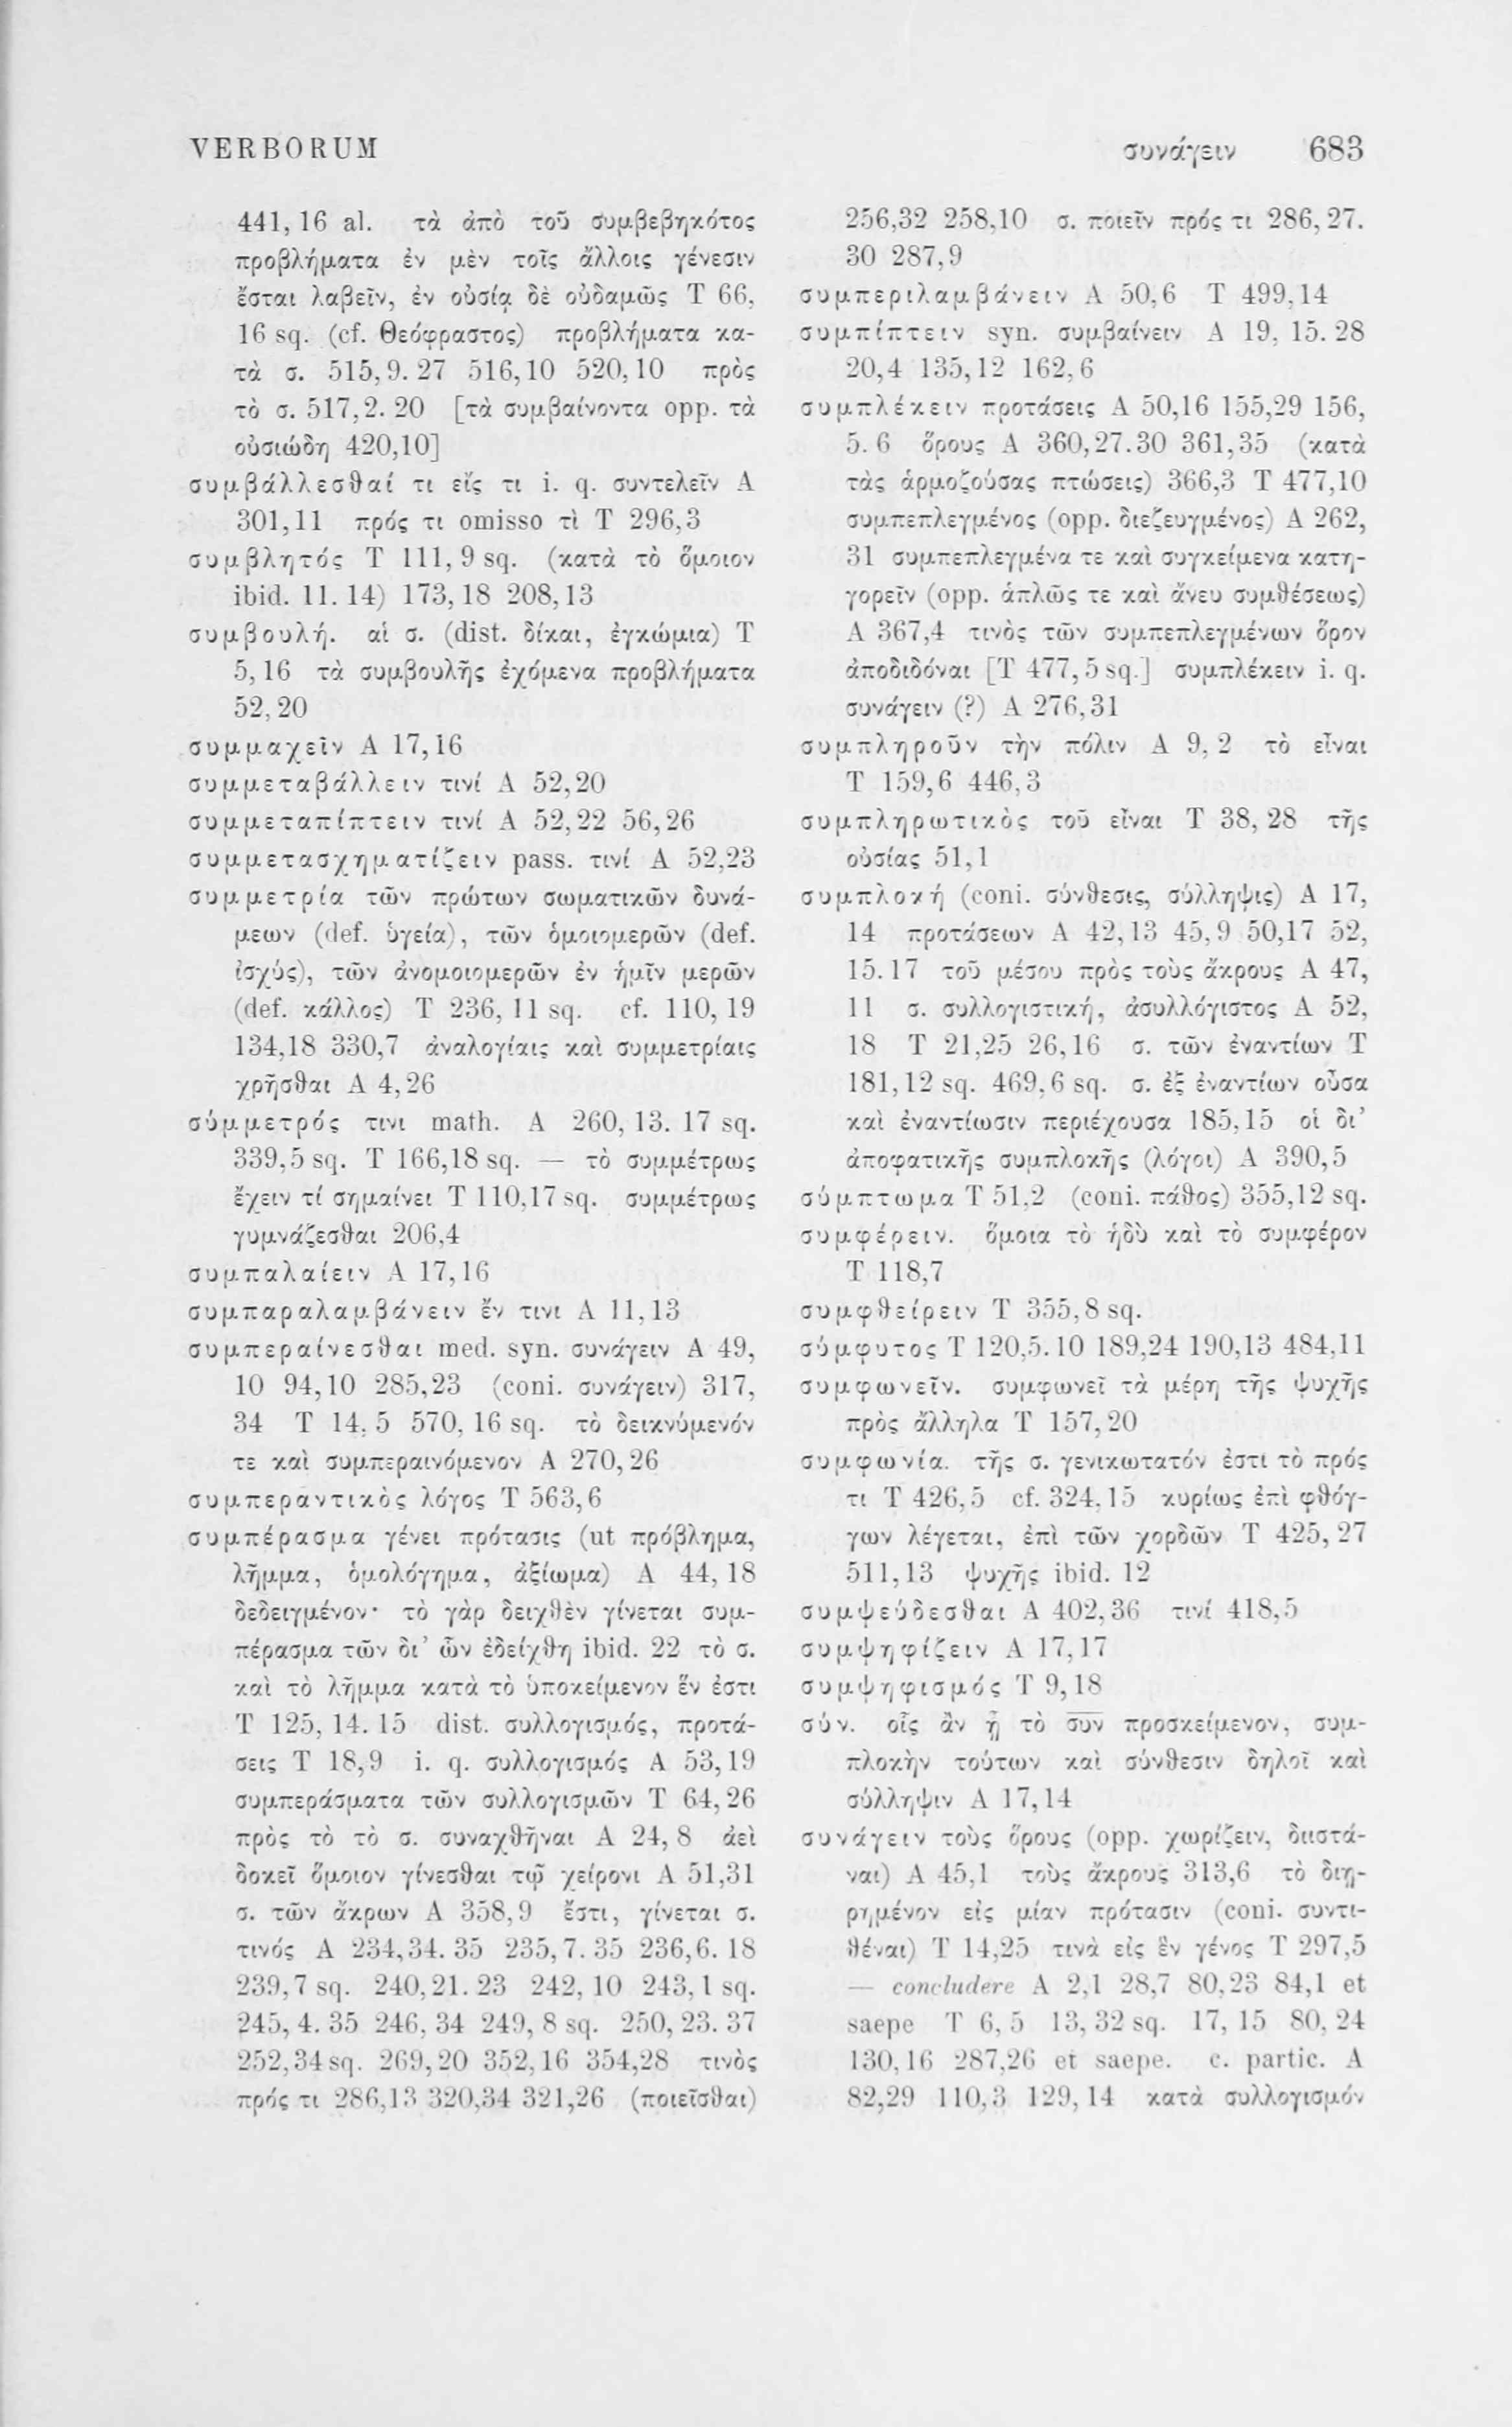 VERBORUM συνάγειν 683
441,16 al. τὰ ἀπὸ τοῦ συμβεβηκότος
προβλήματα ἐν μὲν τοῖς ἄλλοις γένεσιν
ἔσται λαβεῖν, ἐν οὐσίᾳ δὲ οὐδαμῶς T 66,
16 sq. (cf. Θεόφραστος) προβλήματα κα-
τὰ σ. 515,9. 27 516,10 520,10 πρὸς
τὸ σ. 517,2. 20 [τὰ συμβαίνοντα opp. τὰ
οὐσιώδη 420,10]
συμβάλλεσθαί τι εἴς τι i. q. συντελεῖν A
301,11 πρός τι omisso τὶ T 296,3
συμβλητός T 111,9 sq. (κατὰ τὸ ὅμοιον
ibid. 11. 14) 173,18 208,13
συμβουλή. αἱ σ. (dist. δίκαι, ἐγκώμια) T
5,16 τὰ συμβουλῆς ἐχόμενα προβλήματα
52,20
συμμαχεῖν A 17,16
συμμεταβάλλειν τινί A 52,20
συμμεταπίπτειν τινί A 52,22 56,26
συμμετασχηματίζειν pass. τινί A 52,23
συμμετρία τῶν πρώτων σωματικῶν δυνά-
μεων (def. ὑγεία), τῶν ὁμοιομερῶν (def.
ἰσχύς), τῶν ἀνομοιομερῶν ἐν ἡμῖν μερῶν
(def. κάλλος) T 236,11 sq. cf. 110,19
134,18 330,7 ἀναλογίαις καὶ συμμετρίαις
χρῆσθαι A 4,26
σύμμετρός τινι math. A 260,13. 17 sq.
339,5 sq. T 166,18 sq. — τὸ συμμέτρως
ἔχειν τί σημαίνει T 110,17 sq. συμμέτρως
γυμνάζεσθαι 206,4
συμπαλαίειν A 17,16
συμπαραλαμβάνειν ἔν τινι A 11,13
συμπεραίνεσθαι med. syn. συνάγειν A 49,
10 94,10 285,23 (coni. συνάγειν) 317,
34 T 14,5 570,16 sq. τὸ δεικνύμενόν
τε καὶ συμπεραινόμενον A 270,26
συμπεραντικὸς λόγος T 563,6
συμπέρασμα γένει πρότασις (ut πρόβλημα,
λῆμμα, ὁμολόγημα, ἀξίωμα) A 44,18
δεδειγμένον· τὸ γὰρ δειχθὲν γίνεται συμ-
πέρασμα τῶν δι’ ὧν ἐδείχθη ibid. 22 τὸ σ.
καὶ τὸ λῆμμα κατὰ τὸ ὑποκείμενον ἕν ἐστι
T 125,14. 15 dist. συλλογισμός, προτά-
σεις T 18,9 i. q. συλλογισμός A 53,19
συμπεράσματα τῶν συλλογισμῶν T 64,26
πρὸς τὸ τὸ σ. συναχθῆναι A 24,8 ἀεὶ
δοκεῖ ὅμοιον γίνεσθαι τῷ χείρονι A 51,31
σ. τῶν ἄκρων A 358,9 ἔστι, γίνεται σ.
τινός A 234,34. 35 235,7. 35 236,6. 18
239,7 sq. 240,21. 23 242,10 243,1 sq.
245,4. 35 246,34 249,8 sq. 250,23. 37
252,34 sq. 269,20 352,16 354,28 τινὸς
πρός τι 286,13 320,34 321,26 (ποιεῖσθαι)
256,32 258,10 σ. ποιεῖν πρός τι 286,27.
30 287,9
συμπεριλαμβάνειν A 50,6 T 499,14
συμπίπτειν syn. συμβαίνειν A 19,15. 28
20,4 135,12 162,6
συμπλέκειν προτάσεις A 50,16 155,29 156,
5. 6 ὅρους A 360,27. 30 361,35 (κατὰ
τὰς ἁρμοζούσας πτώσεις) 366,3 T 477,10
συμπεπλεγμένος (opp. διεζευγμένος) A 262,
31 συμπεπλεγμένα τε καὶ συγκείμενα κατη-
γορεῖν (opp. ἁπλῶς τε καὶ ἄνευ συμθέσεως)
A 367,4 τινὸς τῶν συμπεπλεγμένων ὅρον
ἀποδιδόναι [T 477,5 sq.] συμπλέκειν i. q.
συνάγειν (?) A 276,31
συμπληροῦν τὴν πόλιν A 9,2 τὸ εἶναι
T 159,6 446,3
συμπληρωτικὸς τοῦ εἶναι T 38,28 τῆς
οὐσίας 51,1
συμπλοκή (coni. σύνθεσις, σύλληψις) A 17,
14 προτάσεων A 42,13 45,9 50,17 52,
15. 17 τοῦ μέσου πρὸς τοὺς ἄκρους A 47,
11 σ. συλλογιστική, ἀσυλλόγιστος A 52,
18 T 21,25 26,16 σ. τῶν ἐναντίων T
181,12 sq. 469,6 sq. σ. ἐξ ἐναντίων οὖσα
καὶ ἐναντίωσιν περιέχουσα 185,15 οἱ δι’
ἀποφατικῆς συμπλοκῆς (λόγοι) A 390,5
σύμπτωμα T 51,2 (coni. πάθος) 355,12 sq.
συμφέρειν. ὅμοια τὸ ἡδὺ καὶ τὸ συμφέρον
T 118,7
συμφθείρειν T 355,8 sq.
σύμφυτος T 120,5. 10 189,24 190,13 484,11
συμφωνεῖν. συμφωνεῖ τὰ μέρη τῆς ψυχῆς
πρὸς ἄλληλα T 157,20
συμφωνία. τῆς σ. γενικωτατόν ἐστι τὸ πρός
τι T 426,5 cf. 324,15 κυρίως ἐπὶ φθόγ-
γων λέγεται, ἐπὶ τῶν χορδῶν T 425,27
511,13 ψυχῆς ibid. 12
συμψεύδεσθαι A 402,36 τινί 418,5
συμψηφίζειν A 17,17
συμψηφισμός T 9,18
σύν. οἷς ἂν ᾖ τὸ συν προσκείμενον, συμ-
πλοκὴν τούτων καὶ σύνθεσιν δηλοῖ καὶ
σύλληψιν A 17,14
συνάγειν τοὺς ὅρους (opp. χωρίζειν, διιστά-
ναι) A 45,1 τοὺς ἄκρους 313,6 τὸ διῃ-
ρημένον εἰς μίαν πρότασιν (coni. συντι-
θέναι) T 14,25 τινὰ εἰς ἓν γένος T 297,5
— concludere A 2,1 28,7 80,23 84,1 et
saepe T 6,5 13,32 sq. 17,15 80,24
130,16 287,26 et saepe. c. partic. A
82,29 110,3 129,14 κατὰ συλλογισμόν